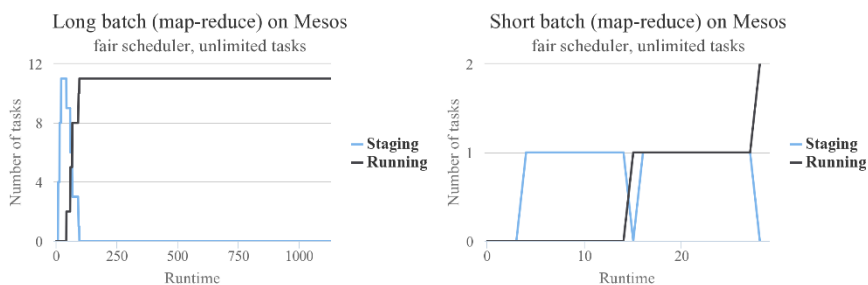 Long batch (map-reduce) on Mesos
fair scheduler, unlimited tasks
12
8
4
0
Number of tasks
0
250
500
750
1000
Runtime
Staging
Running
Short batch (map-reduce) on Mesos
fair scheduler, unlimited tasks
2
1
0
Number of tasks
0
10
20
Runtime
Staging
Running